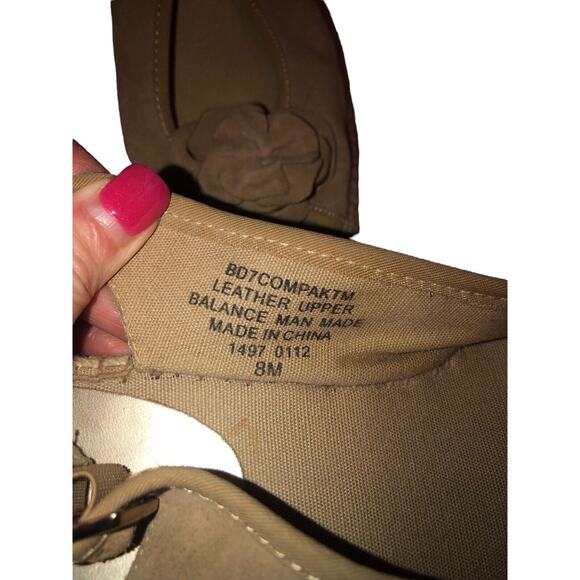 BD7COMPAKTM
LEATHER UPPER
BALANCE MAN MADE
MADE IN CHINA
1497 0112
8M